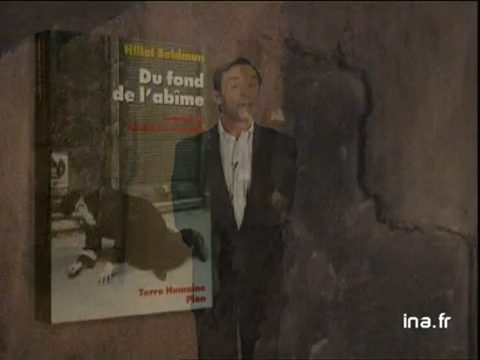 Hillel Seidman
Du fond
de l'abîme
Terre Humaine
Plon
ina.fr